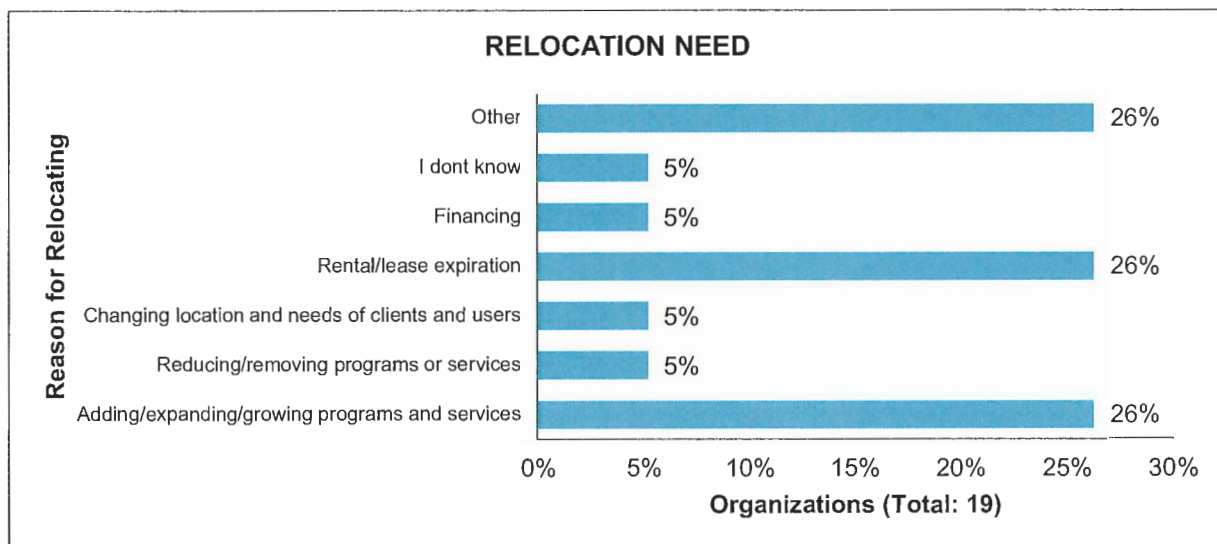 RELOCATION NEED
Reason for Relocating
Other 26%
I dont know 5%
Financing 5%
Rental/lease expiration 26%
Changing location and needs of clients and users 5%
Reducing/removing programs or services 5%
Adding/expanding/growing programs and services 26%
0% 5% 10% 15% 20% 25% 30%
Organizations (Total: 19)